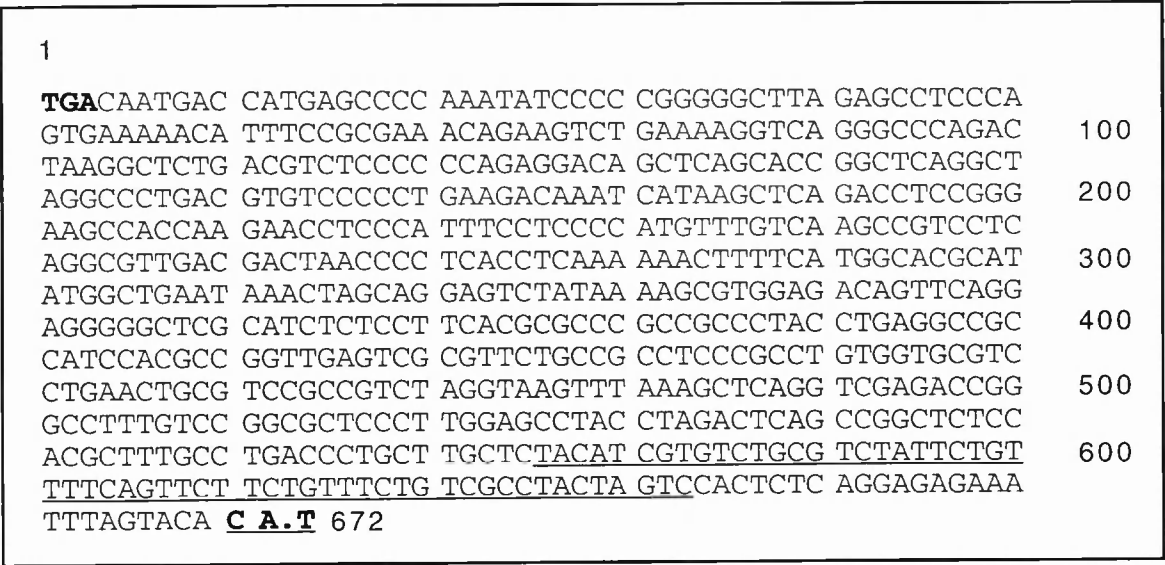 1
TGACAATGAC CATGAGCCCC AAATATCCCC CGGGGGCTTA GAGCCTCCCA
GTGAAAAACA TTTCCGCGAA ACAGAAGTCT GAAAAGGTCA GGGCCCAGAC 100
TAAGGCTCTG ACGTCTCCCC CCAGAGGACA GCTCAGCACC GGCTCAGGCT
AGGCCCTGAC GTGTCCCCCT GAAGACAAAT CATAAGCTCA GACCTCCGGG 200
AAGCCACCAA GAACCTCCCA TTTCCTCCCC ATGTTTGTCA AGCCGTCCTC
AGGCGTTGAC GACTAACCCC TCACCTCAAA AAACTTTTCA TGGCACGCAT 300
ATGGCTGAAT AAACTAGCAG GAGTCTATAA AAGCGTGGAG ACAGTTCAGG
AGGGGGCTCG CATCTCTCCT TCACGCGCCC GCCGCCCTAC CTGAGGCCGC 400
CATCCACGCC GGTTGAGTCG CGTTCTGCCG CCTCCCGCCT GTGGTGCGTC
CTGAACTGCG TCCGCCGTCT AGGTAAGTTT AAAGCTCAGG TCGAGACCGG 500
GCCTTTGTCC GGCGCTCCCT TGGAGCCTAC CTAGACTCAG CCGGCTCTCC
ACGCTTTGCC TGACCCTGCT TGCTCTACAT CGTGTCTGCG TCTATTCTGT 600
TTTCAGTTCT TCTGTTTCTG TCGCCTACTA GTCCACTCTC AGGAGAGAAA
TTTAGTACA C A.T 672